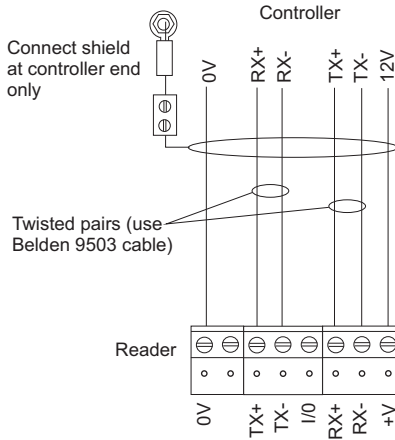 Controller
Connect shield
at controller end
only
0V
RX+
RX-
TX+
TX-
12V
Twisted pairs (use
Belden 9503 cable)
Reader
0V
TX+
TX-
I/0
RX+
RX-
+V